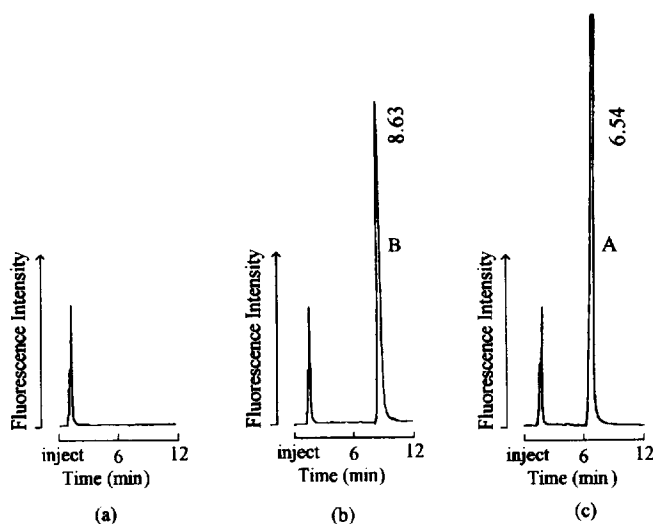 Fluorescence Intensity
inject 6 12
Time (min)
(a)
Fluorescence Intensity
8.63
B
inject 6 12
Time (min)
(b)
Fluorescence Intensity
6.54
A
inject 6 12
Time (min)
(c)